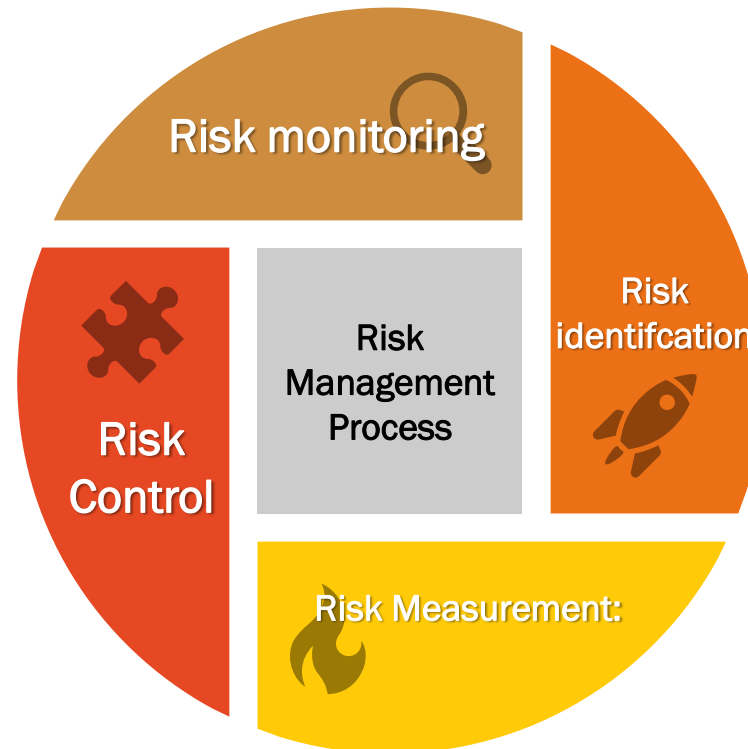 Risk monitoring
Risk
identifcation
Risk
Management
Process
Risk
Control
Risk Measurement: